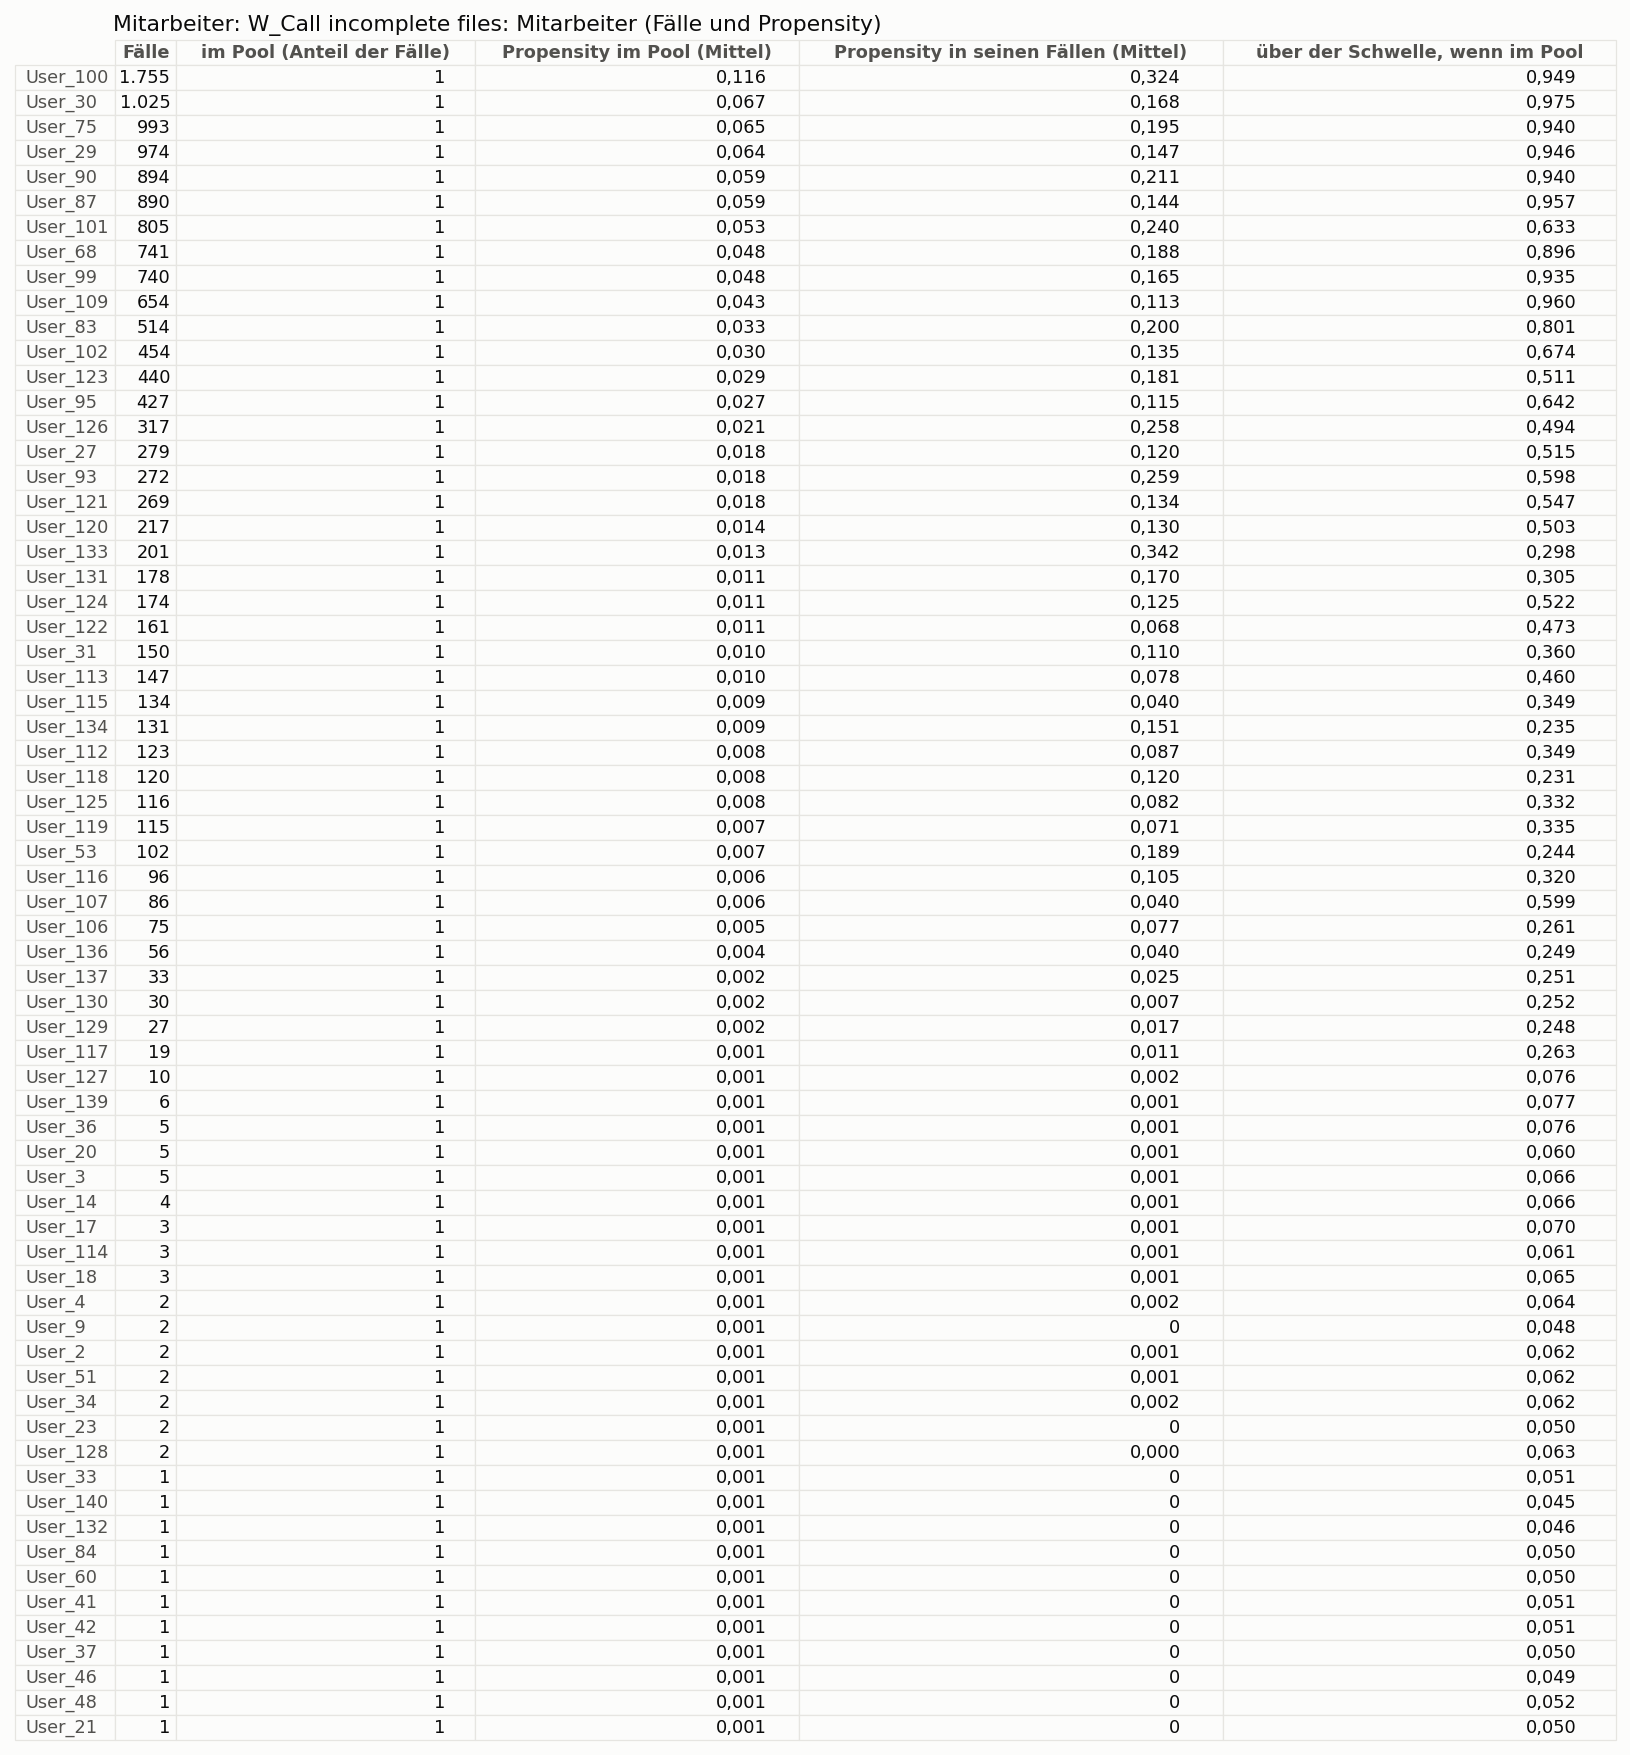 Mitarbeiter: W_Call incomplete files: Mitarbeiter (Fälle und Propensity)
Fälle im Pool (Anteil der Fälle) Propensity im Pool (Mittel) Propensity in seinen Fällen (Mittel) über der Schwelle, wenn im Pool
User_100 1.755 1 0,116 0,324 0,949
User_30 1.025 1 0,067 0,168 0,975
User_75 993 1 0,065 0,195 0,940
User_29 974 1 0,064 0,147 0,946
User_90 894 1 0,059 0,211 0,940
User_87 890 1 0,059 0,144 0,957
User_101 805 1 0,053 0,240 0,633
User_68 741 1 0,048 0,188 0,896
User_99 740 1 0,048 0,165 0,935
User_109 654 1 0,043 0,113 0,960
User_83 514 1 0,033 0,200 0,801
User_102 454 1 0,030 0,135 0,674
User_123 440 1 0,029 0,181 0,511
User_95 427 1 0,027 0,115 0,642
User_126 317 1 0,021 0,258 0,494
User_27 279 1 0,018 0,120 0,515
User_93 272 1 0,018 0,259 0,598
User_121 269 1 0,018 0,134 0,547
User_120 217 1 0,014 0,130 0,503
User_133 201 1 0,013 0,342 0,298
User_131 178 1 0,011 0,170 0,305
User_124 174 1 0,011 0,125 0,522
User_122 161 1 0,011 0,068 0,473
User_31 150 1 0,010 0,110 0,360
User_113 147 1 0,010 0,078 0,460
User_115 134 1 0,009 0,040 0,349
User_134 131 1 0,009 0,151 0,235
User_112 123 1 0,008 0,087 0,349
User_118 120 1 0,008 0,120 0,231
User_125 116 1 0,008 0,082 0,332
User_119 115 1 0,007 0,071 0,335
User_53 102 1 0,007 0,189 0,244
User_116 96 1 0,006 0,105 0,320
User_107 86 1 0,006 0,040 0,599
User_106 75 1 0,005 0,077 0,261
User_136 56 1 0,004 0,040 0,249
User_137 33 1 0,002 0,025 0,251
User_130 30 1 0,002 0,007 0,252
User_129 27 1 0,002 0,017 0,248
User_117 19 1 0,001 0,011 0,263
User_127 10 1 0,001 0,002 0,076
User_139 6 1 0,001 0,001 0,077
User_36 5 1 0,001 0,001 0,076
User_20 5 1 0,001 0,001 0,060
User_3 5 1 0,001 0,001 0,066
User_14 4 1 0,001 0,001 0,066
User_17 3 1 0,001 0,001 0,070
User_114 3 1 0,001 0,001 0,061
User_18 3 1 0,001 0,001 0,065
User_4 2 1 0,001 0,002 0,064
User_9 2 1 0,001 0 0,048
User_2 2 1 0,001 0,001 0,062
User_51 2 1 0,001 0,001 0,062
User_34 2 1 0,001 0,002 0,062
User_23 2 1 0,001 0 0,050
User_128 2 1 0,001 0,000 0,063
User_33 1 1 0,001 0 0,051
User_140 1 1 0,001 0 0,045
User_132 1 1 0,001 0 0,046
User_84 1 1 0,001 0 0,050
User_60 1 1 0,001 0 0,050
User_41 1 1 0,001 0 0,051
User_42 1 1 0,001 0 0,051
User_37 1 1 0,001 0 0,050
User_46 1 1 0,001 0 0,049
User_48 1 1 0,001 0 0,052
User_21 1 1 0,001 0 0,050